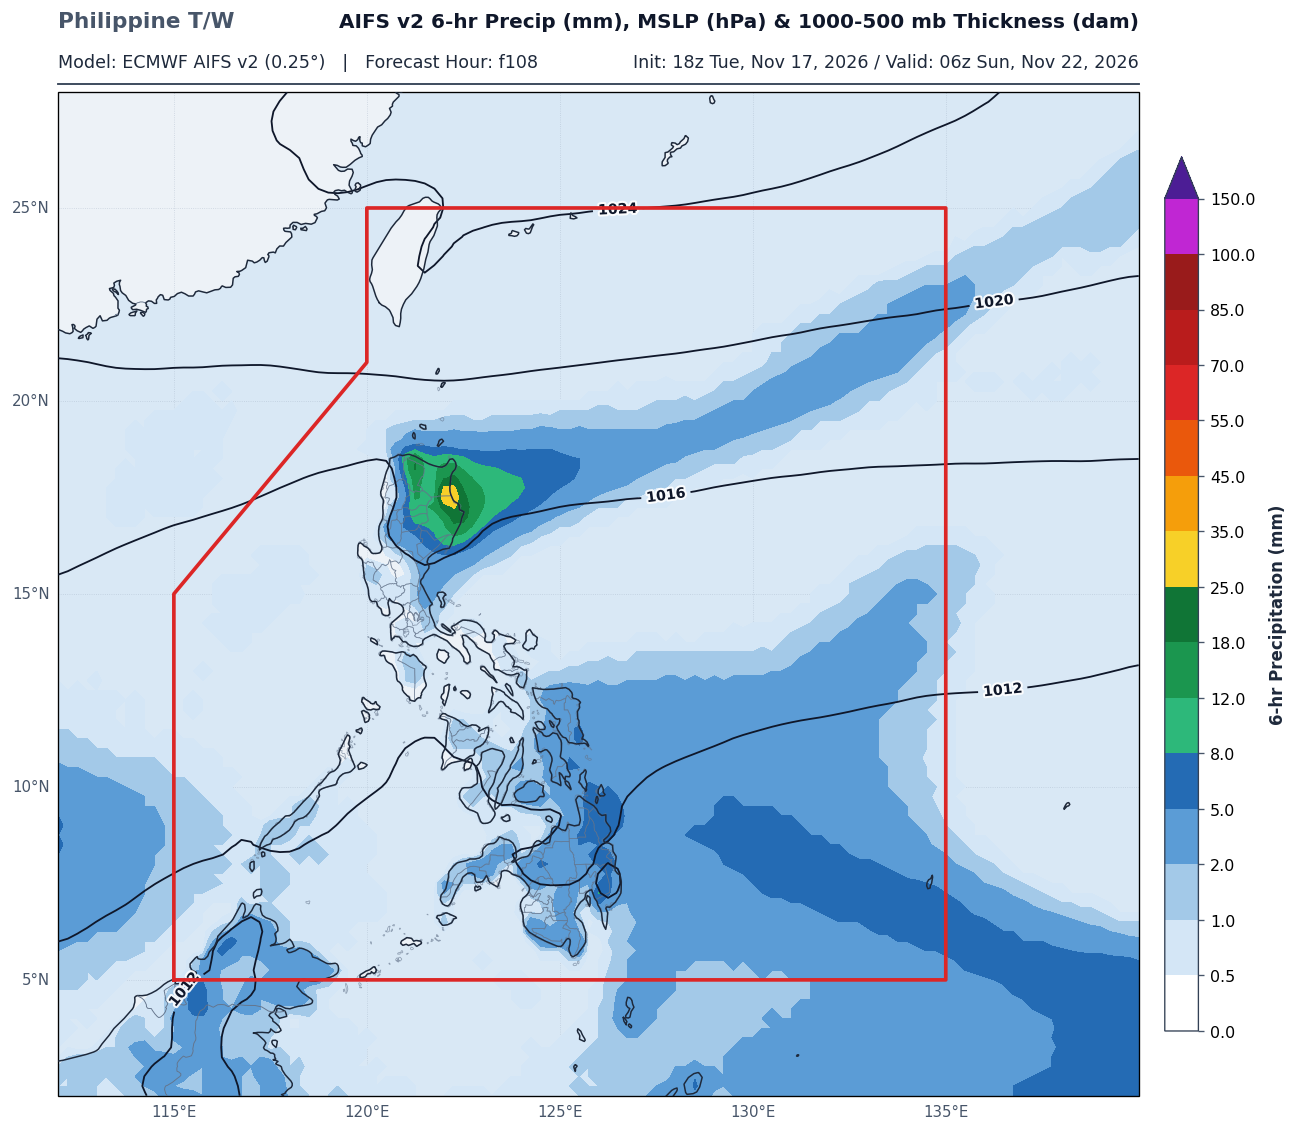 Philippine T/W
AIFS v2 6-hr Precip (mm), MSLP (hPa) & 1000-500 mb Thickness (dam)
Model: ECMWF AIFS v2 (0.25°) | Forecast Hour: f108
Init: 18z Tue, Nov 17, 2026 / Valid: 06z Sun, Nov 22, 2026
25°N
20°N
15°N
10°N
5°N
1024
1020
1016
1012
1012
115°E
120°E
125°E
130°E
135°E
150.0
100.0
85.0
70.0
55.0
45.0
35.0
25.0
18.0
12.0
8.0
5.0
2.0
1.0
0.5
0.0
6-hr Precipitation (mm)